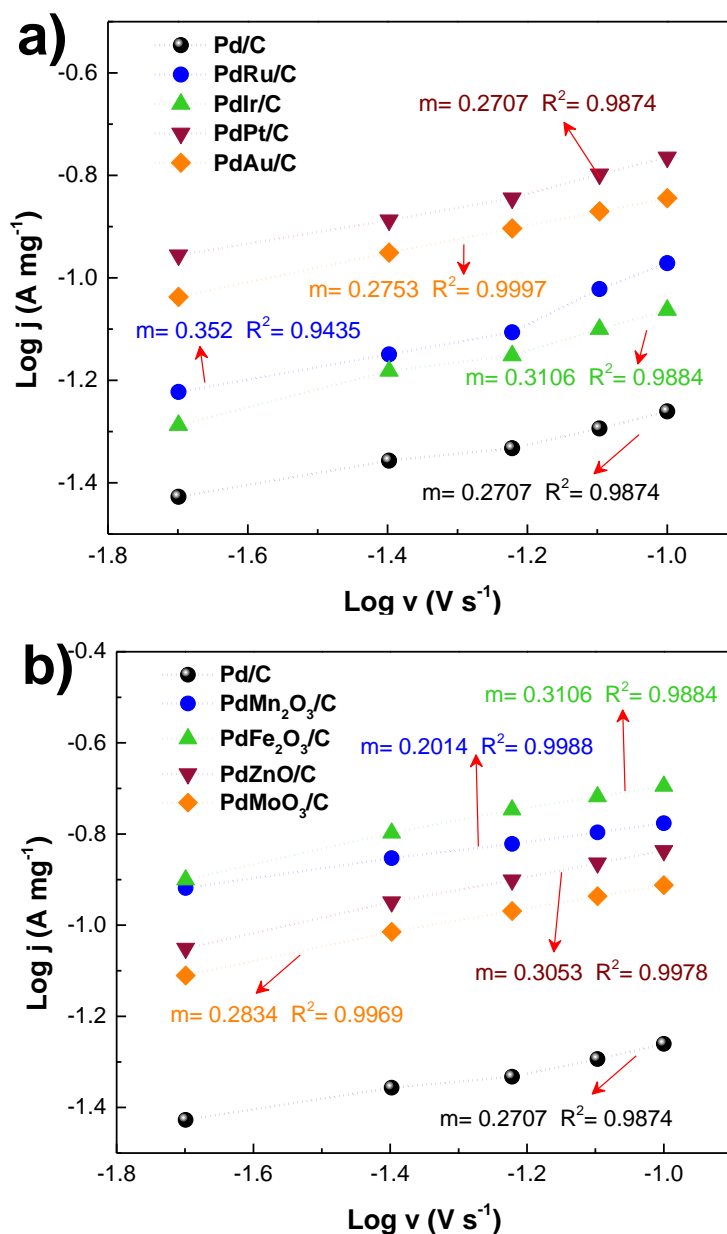 a)
Pd/C
PdRu/C
PdIr/C
PdPt/C
PdAu/C
m= 0.2707 R²= 0.9874
m= 0.2753 R²= 0.9997
m= 0.352 R²= 0.9435
m= 0.3106 R²= 0.9884
m= 0.2707 R²= 0.9874
-0.6
-0.8
-1.0
-1.2
-1.4
Log j (A mg⁻¹)
-1.8 -1.6 -1.4 -1.2 -1.0
Log v (V s⁻¹)
b)
Pd/C
PdMn₂O₃/C
PdFe₂O₃/C
PdZnO/C
PdMoO₃/C
m= 0.3106 R²= 0.9884
m= 0.2014 R²= 0.9988
m= 0.3053 R²= 0.9978
m= 0.2834 R²= 0.9969
m= 0.2707 R²= 0.9874
-0.4
-0.6
-0.8
-1.0
-1.2
-1.4
Log j (A mg⁻¹)
-1.8 -1.6 -1.4 -1.2 -1.0
Log v (V s⁻¹)